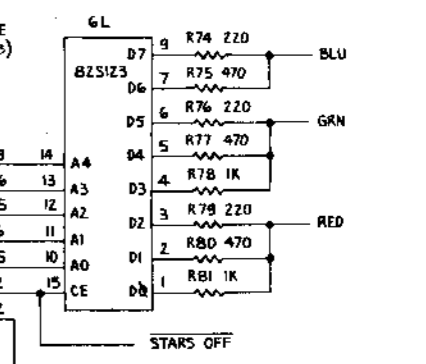 6L
E
3)
9 R74 220
D7 BLU
82S123
7 R75 470
D6
6 R76 220
D5 GRN
5 R77 470
14 A4 D4
4 R78 1K
13 A3 D3
3 R79 220
12 A2 D2 RED
2 R80 470
11 A1 D1
10 A0
1 R81 1K
15 CE D0
STARS OFF